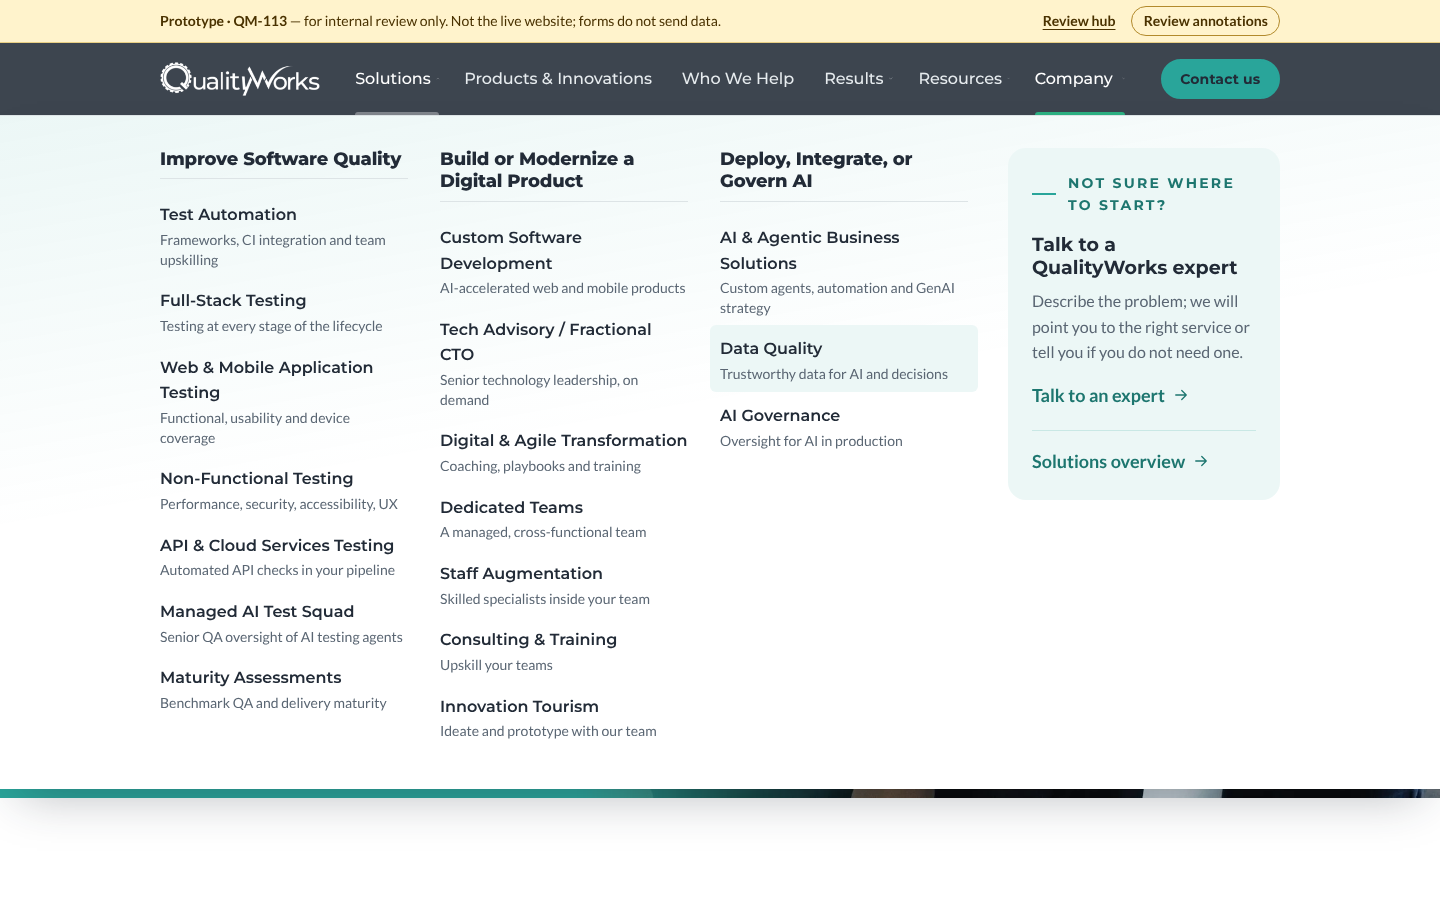 Prototype · QM-113 — for internal review only. Not the live website; forms do not send data.
Review hub
Review annotations
QualityWorks
Solutions
Products & Innovations
Who We Help
Results
Resources
Company
Contact us
Improve Software Quality
Test Automation
Frameworks, CI integration and team
upskilling
Full-Stack Testing
Testing at every stage of the lifecycle
Web & Mobile Application
Testing
Functional, usability and device
coverage
Non-Functional Testing
Performance, security, accessibility, UX
API & Cloud Services Testing
Automated API checks in your pipeline
Managed AI Test Squad
Senior QA oversight of AI testing agents
Maturity Assessments
Benchmark QA and delivery maturity
Build or Modernize a
Digital Product
Custom Software
Development
AI-accelerated web and mobile products
Tech Advisory / Fractional
CTO
Senior technology leadership, on
demand
Digital & Agile Transformation
Coaching, playbooks and training
Dedicated Teams
A managed, cross-functional team
Staff Augmentation
Skilled specialists inside your team
Consulting & Training
Upskill your teams
Innovation Tourism
Ideate and prototype with our team
Deploy, Integrate, or
Govern AI
AI & Agentic Business
Solutions
Custom agents, automation and GenAI
strategy
Data Quality
Trustworthy data for AI and decisions
AI Governance
Oversight for AI in production
NOT SURE WHERE
TO START?
Talk to a
QualityWorks expert
Describe the problem; we will
point you to the right service or
tell you if you do not need one.
Talk to an expert →
Solutions overview →